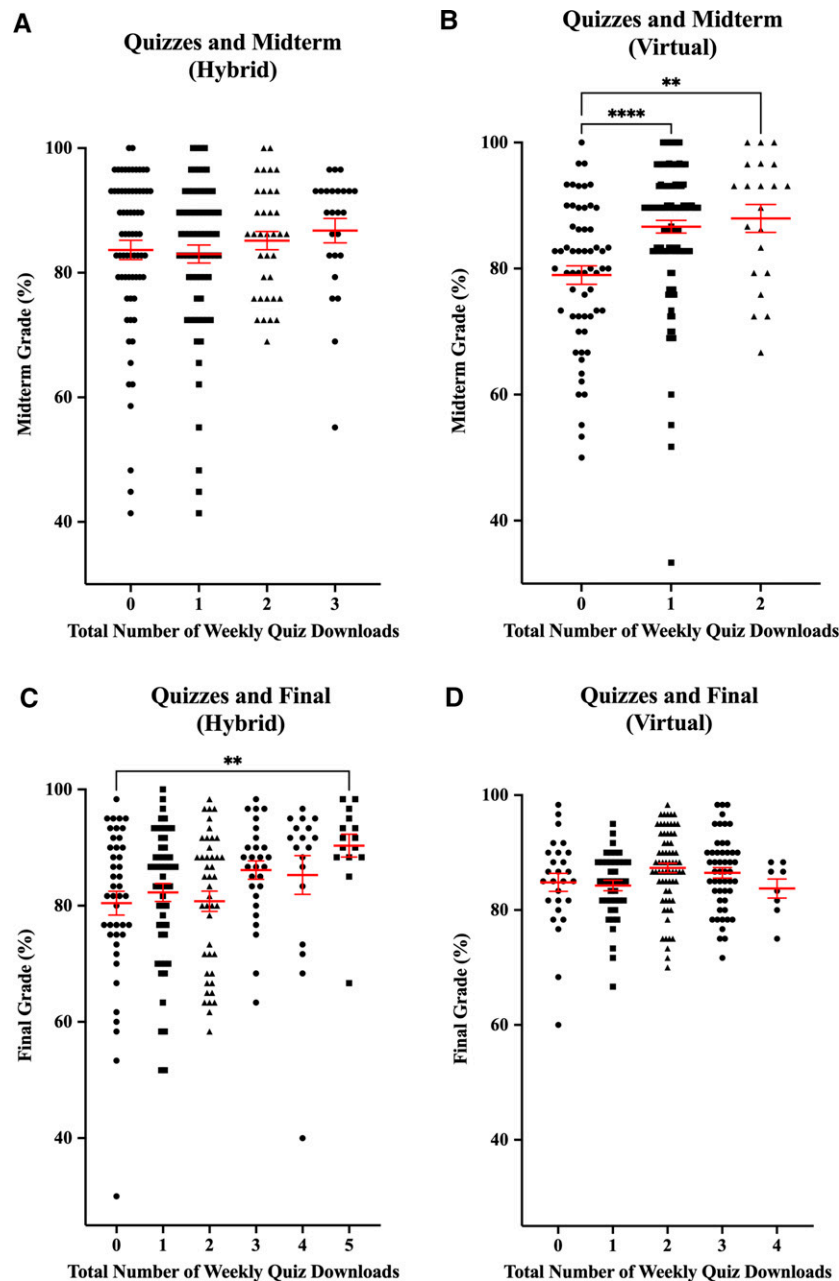 A
Quizzes and Midterm
(Hybrid)
Midterm Grade (%)
100
80
60
40
0 1 2 3
Total Number of Weekly Quiz Downloads
B
Quizzes and Midterm
(Virtual)
**
****
Midterm Grade (%)
100
80
60
40
0 1 2
Total Number of Weekly Quiz Downloads
C
Quizzes and Final
(Hybrid)
**
Final Grade (%)
100
80
60
40
0 1 2 3 4 5
Total Number of Weekly Quiz Downloads
D
Quizzes and Final
(Virtual)
Final Grade (%)
100
80
60
40
0 1 2 3 4
Total Number of Weekly Quiz Downloads